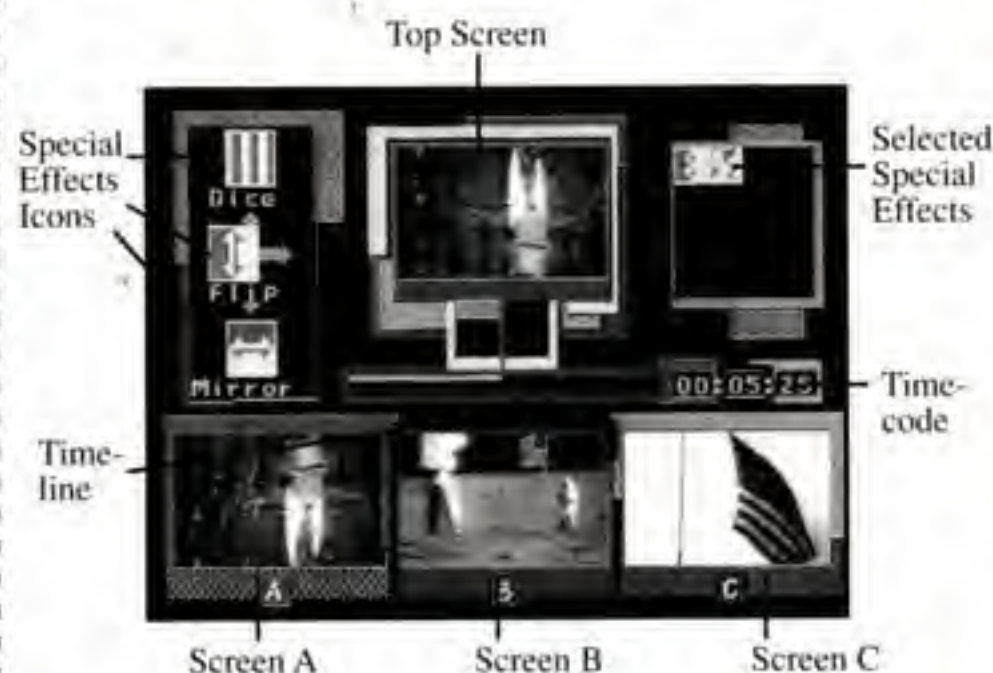 Top Screen
Special
Effects
Icons
Selected
Special
Effects
Dice
Flip
Mirror
00:05:25
Time-
code
Time-
line
A
B
C
Screen A
Screen B
Screen C